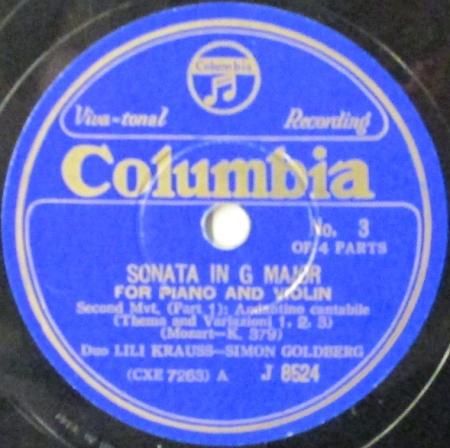 Columbia
Viva-tonal Recording
Columbia
No. 3
OF 4 PARTS
SONATA IN G MAJOR
FOR PIANO AND VIOLIN
Second Mvt. (Part 1): Andantino cantabile
(Theme and Variations 1, 2, 3)
(Mozart—K. 379)
Duo LILI KRAUSS—SIMON GOLDBERG
(CXE 7263) A J 8524